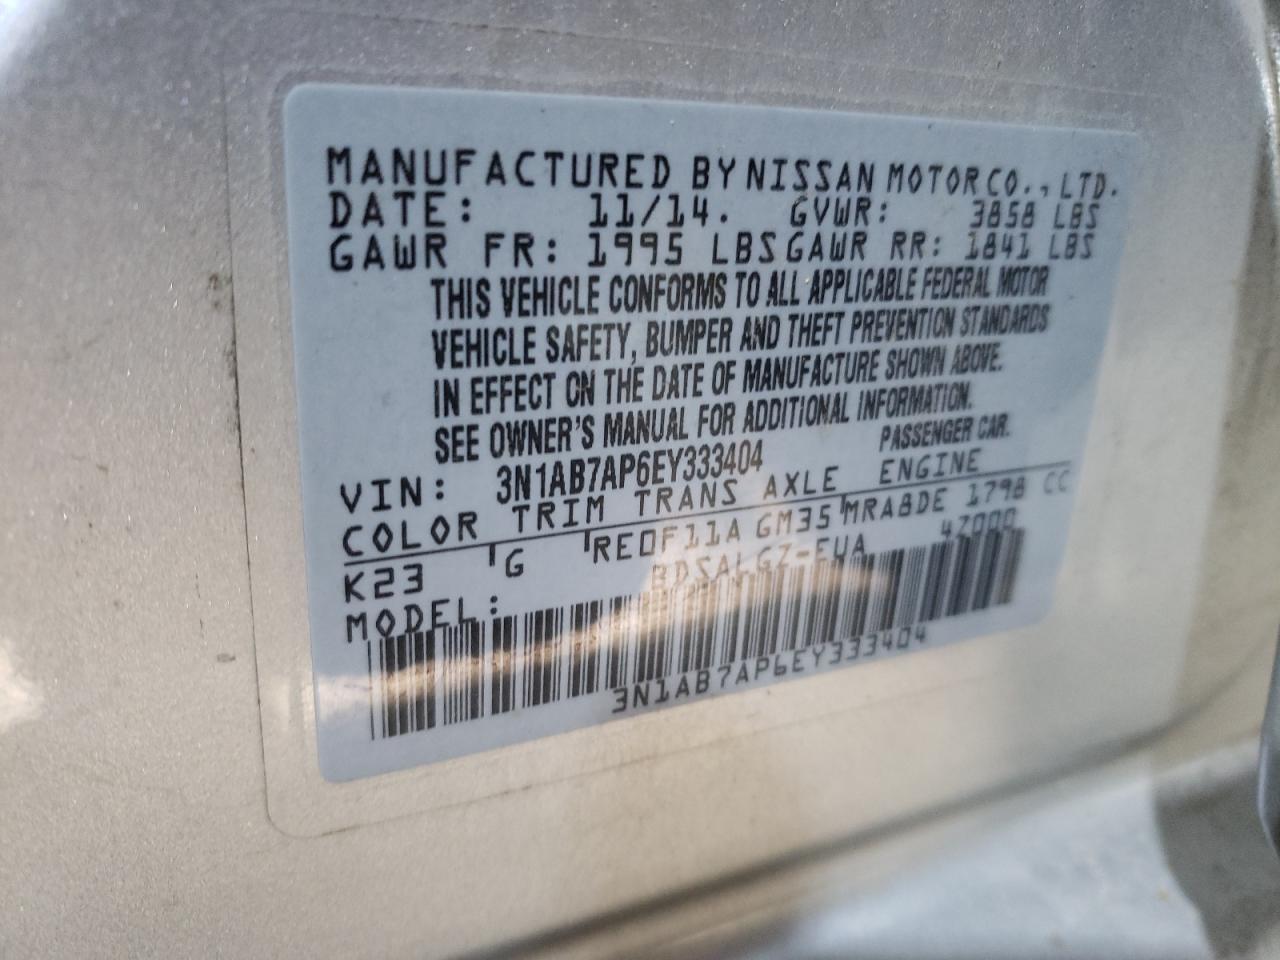 MANUFACTURED BY NISSAN MOTOR CO., LTD.
DATE: 11/14. GVWR: 3858 LBS
GAWR FR: 1995 LBS GAWR RR: 1841 LBS
THIS VEHICLE CONFORMS TO ALL APPLICABLE FEDERAL MOTOR
VEHICLE SAFETY, BUMPER AND THEFT PREVENTION STANDARDS
IN EFFECT ON THE DATE OF MANUFACTURE SHOWN ABOVE.
SEE OWNER'S MANUAL FOR ADDITIONAL INFORMATION.
VIN: 3N1AB7AP6EY333404 PASSENGER CAR.
COLOR TRIM TRANS AXLE ENGINE
K23 G RE0F11A GM35 MRA8DE 1798 CC
MODEL: BDSALGZ-EUA 47000
3N1AB7AP6EY333404